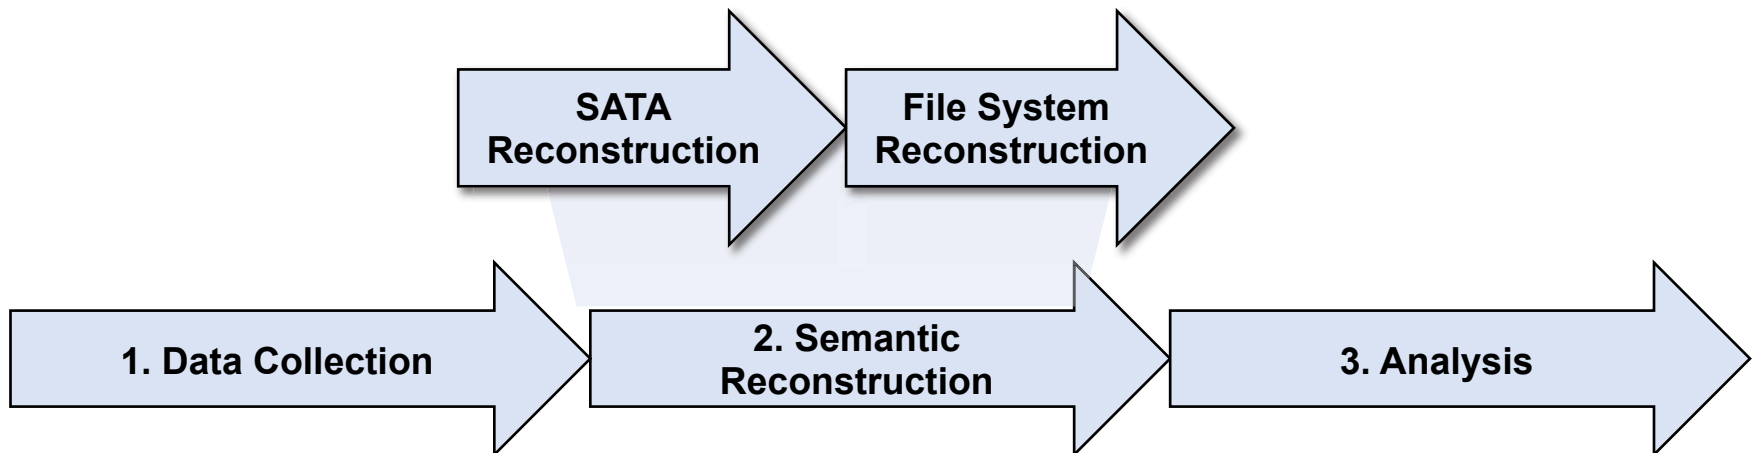 SATA
Reconstruction
File System
Reconstruction
1. Data Collection
2. Semantic
Reconstruction
3. Analysis